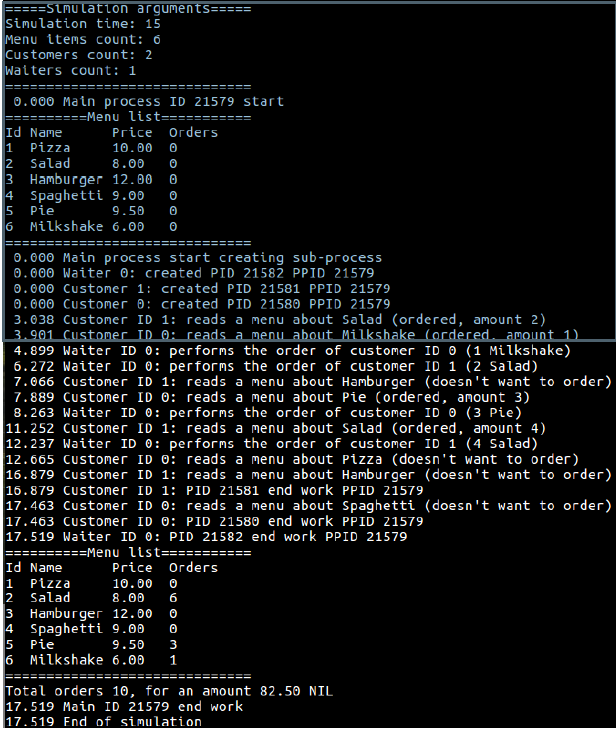 =====Simulation arguments=====
Simulation time: 15
Menu items count: 6
Customers count: 2
Waiters count: 1
==============================
 0.000 Main process ID 21579 start
==========Menu list===========
Id Name      Price  Orders
1  Pizza     10.00  0
2  Salad     8.00   0
3  Hamburger 12.00  0
4  Spaghetti 9.00   0
5  Pie       9.50   0
6  Milkshake 6.00   0
==============================
 0.000 Main process start creating sub-process
 0.000 Waiter 0: created PID 21582 PPID 21579
 0.000 Customer 1: created PID 21581 PPID 21579
 0.000 Customer 0: created PID 21580 PPID 21579
 3.038 Customer ID 1: reads a menu about Salad (ordered, amount 2)
 3.901 Customer ID 0: reads a menu about Milkshake (ordered, amount 1)
 4.899 Waiter ID 0: performs the order of customer ID 0 (1 Milkshake)
 6.272 Waiter ID 0: performs the order of customer ID 1 (2 Salad)
 7.066 Customer ID 1: reads a menu about Hamburger (doesn't want to order)
 7.889 Customer ID 0: reads a menu about Pie (ordered, amount 3)
 8.263 Waiter ID 0: performs the order of customer ID 0 (3 Pie)
11.252 Customer ID 1: reads a menu about Salad (ordered, amount 4)
12.237 Waiter ID 0: performs the order of customer ID 1 (4 Salad)
12.665 Customer ID 0: reads a menu about Pizza (doesn't want to order)
16.879 Customer ID 1: reads a menu about Hamburger (doesn't want to order)
16.879 Customer ID 1: PID 21581 end work PPID 21579
17.463 Customer ID 0: reads a menu about Spaghetti (doesn't want to order)
17.463 Customer ID 0: PID 21580 end work PPID 21579
17.519 Waiter ID 0: PID 21582 end work PPID 21579
==========Menu list===========
Id Name      Price  Orders
1  Pizza     10.00  0
2  Salad     8.00   6
3  Hamburger 12.00  0
4  Spaghetti 9.00   0
5  Pie       9.50   3
6  Milkshake 6.00   1
==============================
Total orders 10, for an amount 82.50 NIL
17.519 Main ID 21579 end work
17.519 End of simulation